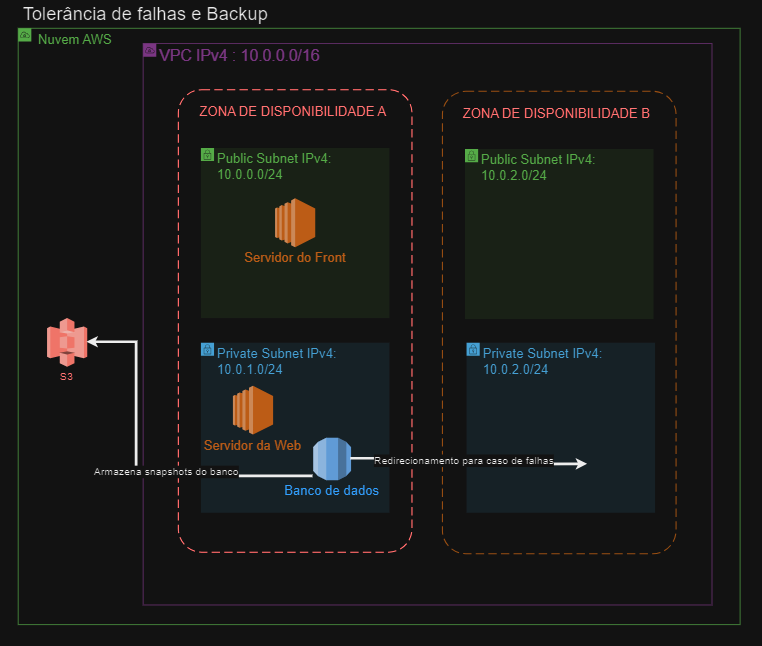 Tolerância de falhas e Backup
Nuvem AWS
VPC IPv4 : 10.0.0.0/16
ZONA DE DISPONIBILIDADE A
Public Subnet IPv4:
10.0.0.0/24
Servidor do Front
Private Subnet IPv4:
10.0.1.0/24
Servidor da Web
Banco de dados
ZONA DE DISPONIBILIDADE B
Public Subnet IPv4:
10.0.2.0/24
Private Subnet IPv4:
10.0.2.0/24
S3
Armazena snapshots do banco
Redirecionamento para caso de falhas